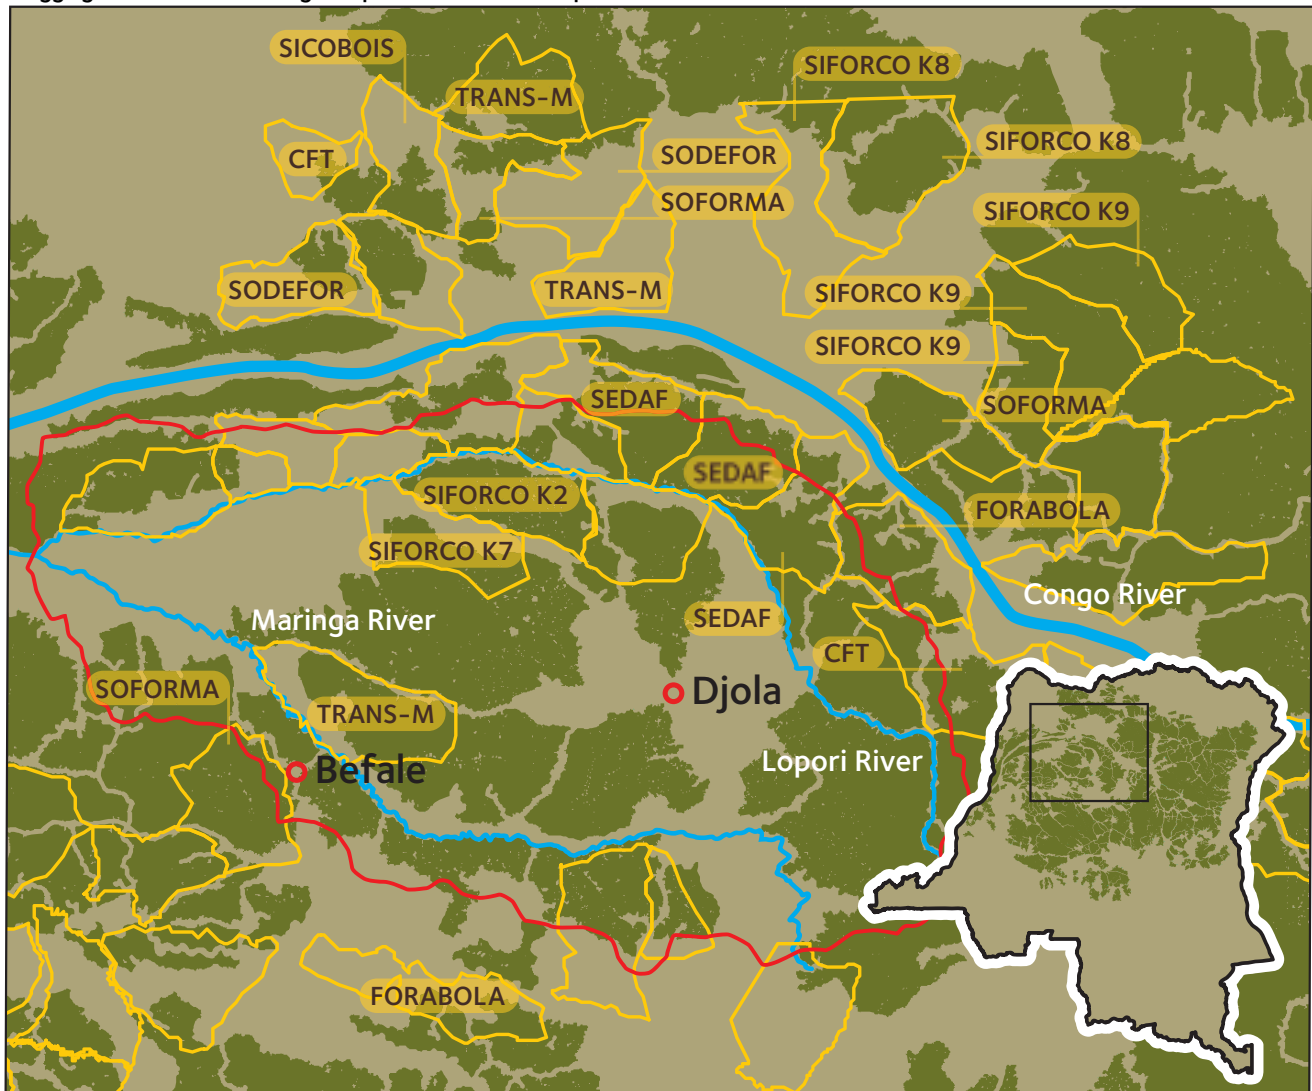 SICOBOIS
SIFORCO K8
TRANS-M
CFT
SODEFOR
SIFORCO K8
SOFORMA
SIFORCO K9
SODEFOR
TRANS-M
SIFORCO K9
SIFORCO K9
SEDAF
SOFORMA
SEDAF
SIFORCO K2
FORABOLA
SIFORCO K7
Congo River
Maringa River
SEDAF
CFT
SOFORMA
Djola
TRANS-M
Lopori River
Befale
FORABOLA